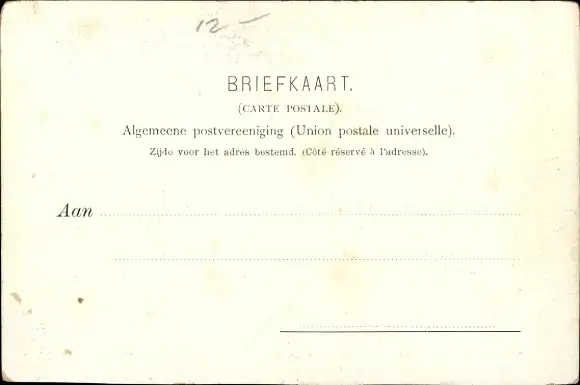 12-
BRIEFKAART.
(CARTE POSTALE).
Algemeene postvereeniging (Union postale universelle).
Zijde voor het adres bestemd. (Côté réservé à l'adresse).
Aan